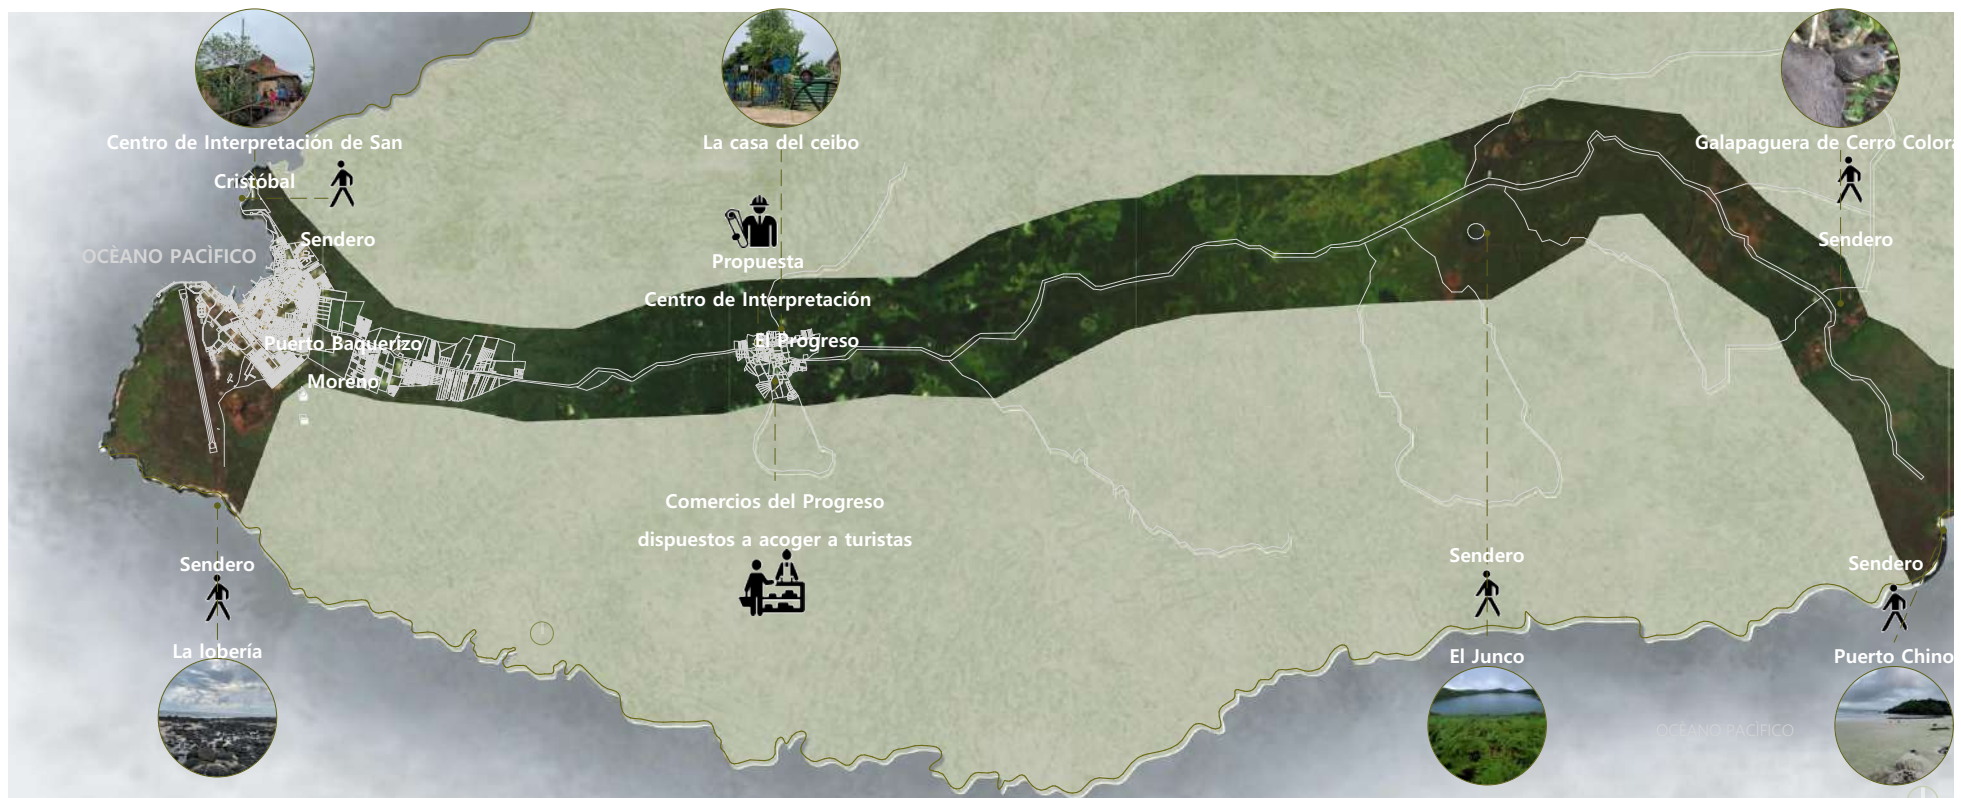 Centro de Interpretación de San
Cristóbal
Sendero
OCÈANO PACÌFICO
Puerto Baquerizo
Moreno
La casa del ceibo
Propuesta
Centro de Interpretación
El Progreso
Galapaguera de Cerro Colora
Sendero
Comercios del Progreso
dispuestos a acoger a turistas
Sendero
La lobería
Sendero
El Junco
Sendero
Puerto Chino
OCÈANO PACÌFICO